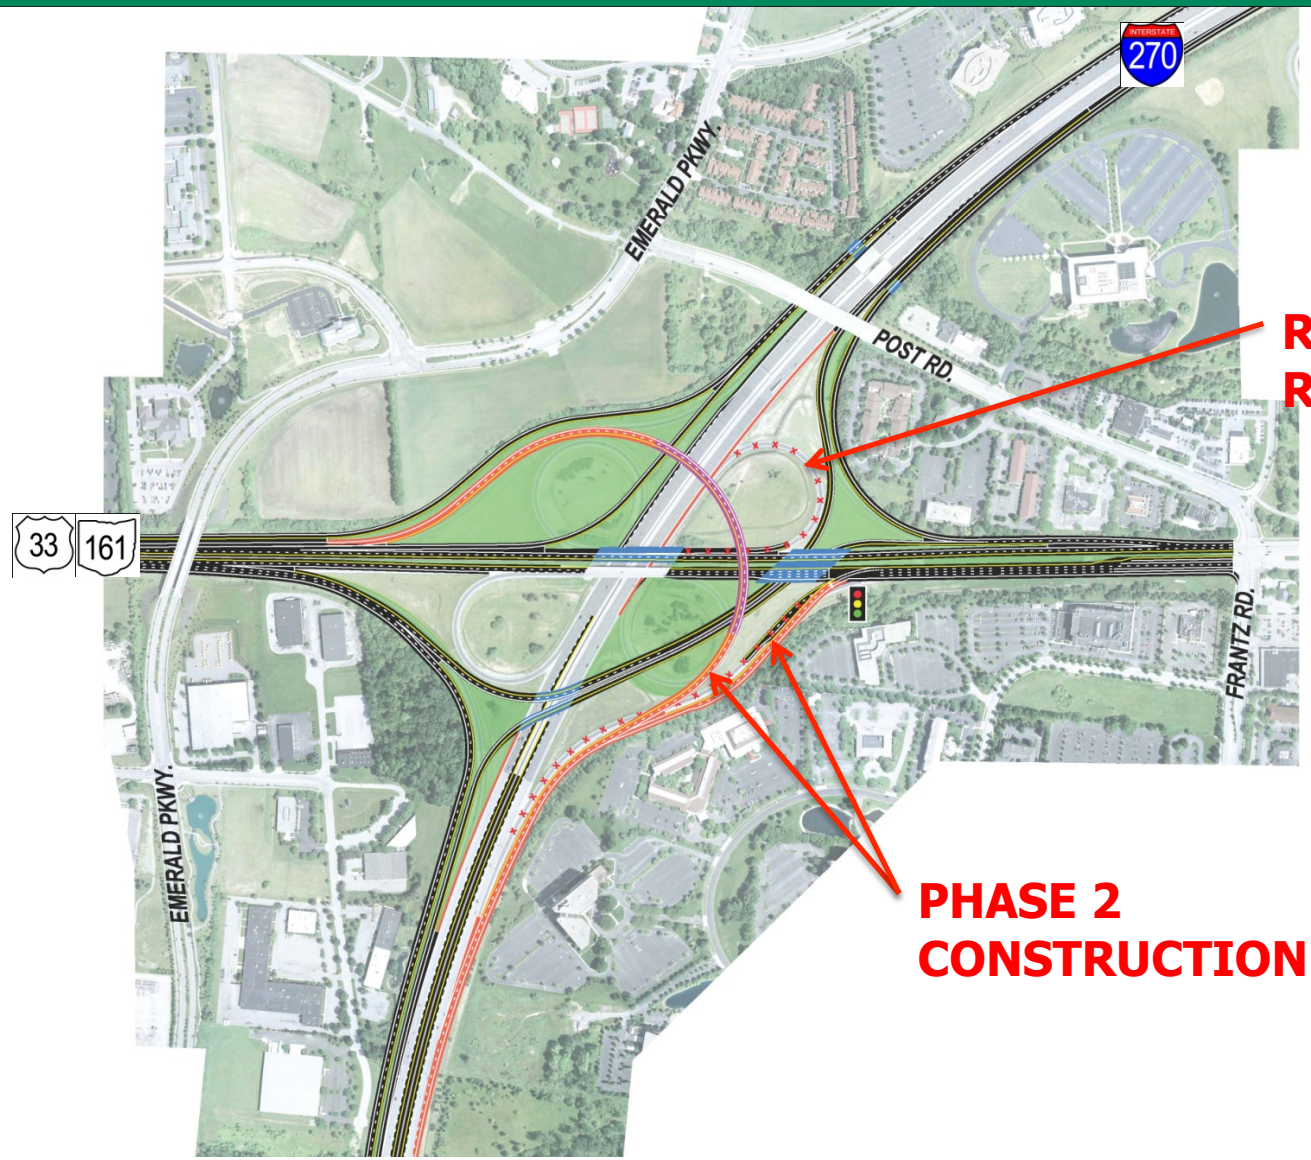 INTERSTATE
270
EMERALD PKWY.
POST RD.
R
R
33
161
FRANTZ RD.
EMERALD PKWY.
PHASE 2
CONSTRUCTION